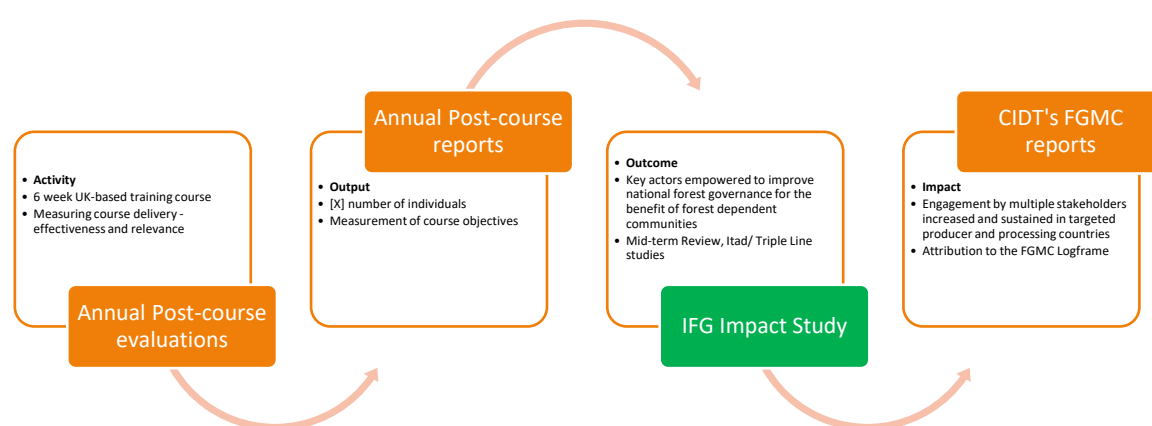 • Activity
• 6 week UK-based training course
• Measuring course delivery -
effectiveness and relevance
Annual Post-course
evaluations
Annual Post-course
reports
• Output
• [X] number of individuals
• Measurement of course objectives
• Outcome
• Key actors empowered to improve
national forest governance for the
benefit of forest dependent
communities
• Mid-term Review, Itad/ Triple Line
studies
IFG Impact Study
CIDT's FGMC
reports
• Impact
• Engagement by multiple stakeholders
increased and sustained in targeted
producer and processing countries
• Attribution to the FGMC Logframe